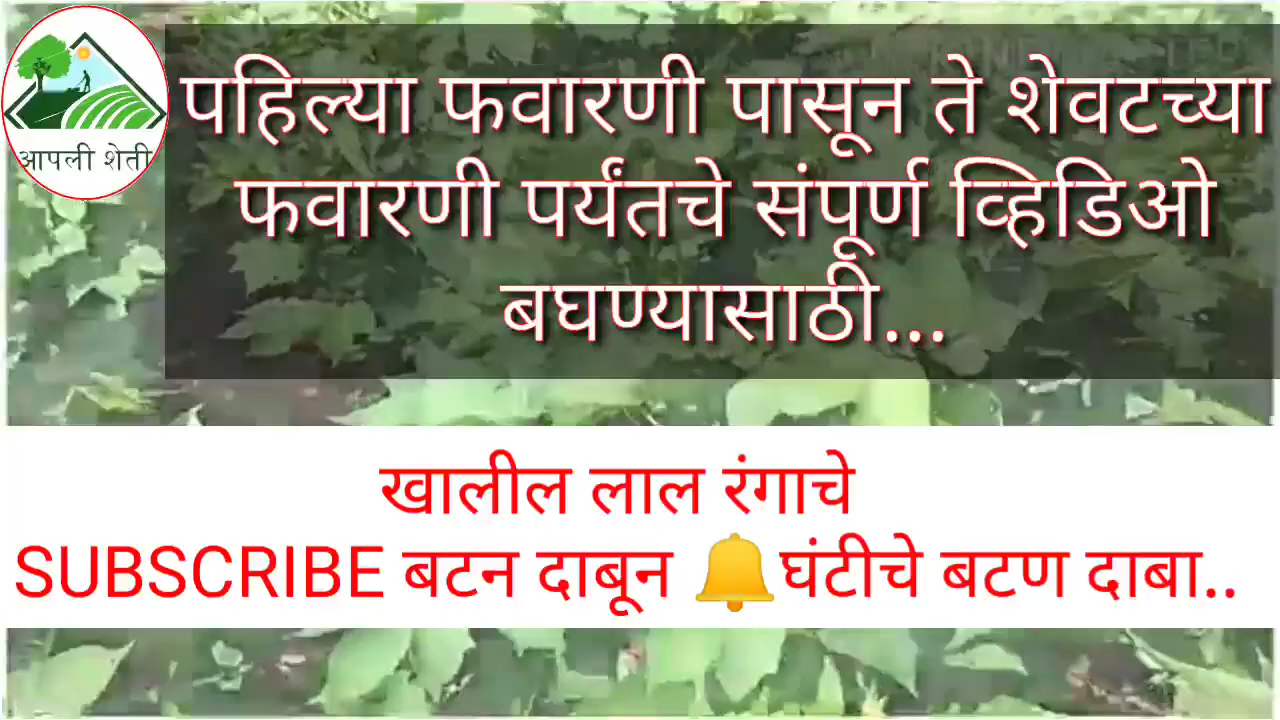 आपली शेती
पहिल्या फवारणी पासून ते शेवटच्या
फवारणी पर्यंतचे संपूर्ण व्हिडिओ
बघण्यासाठी...
खालील लाल रंगाचे
SUBSCRIBE बटन दाबून 🔔घंटीचे बटण दाबा..